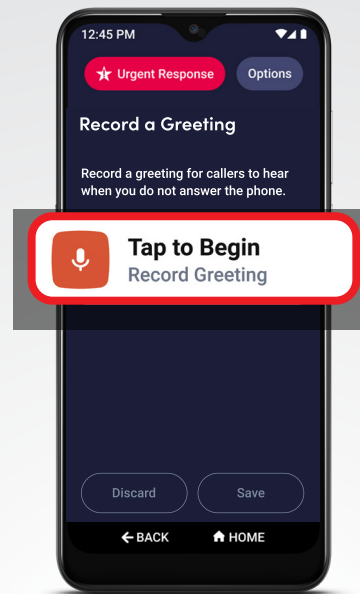 12:45 PM
Urgent Response
Options
Record a Greeting
Record a greeting for callers to hear
when you do not answer the phone.
Tap to Begin
Record Greeting
Discard
Save
BACK
HOME